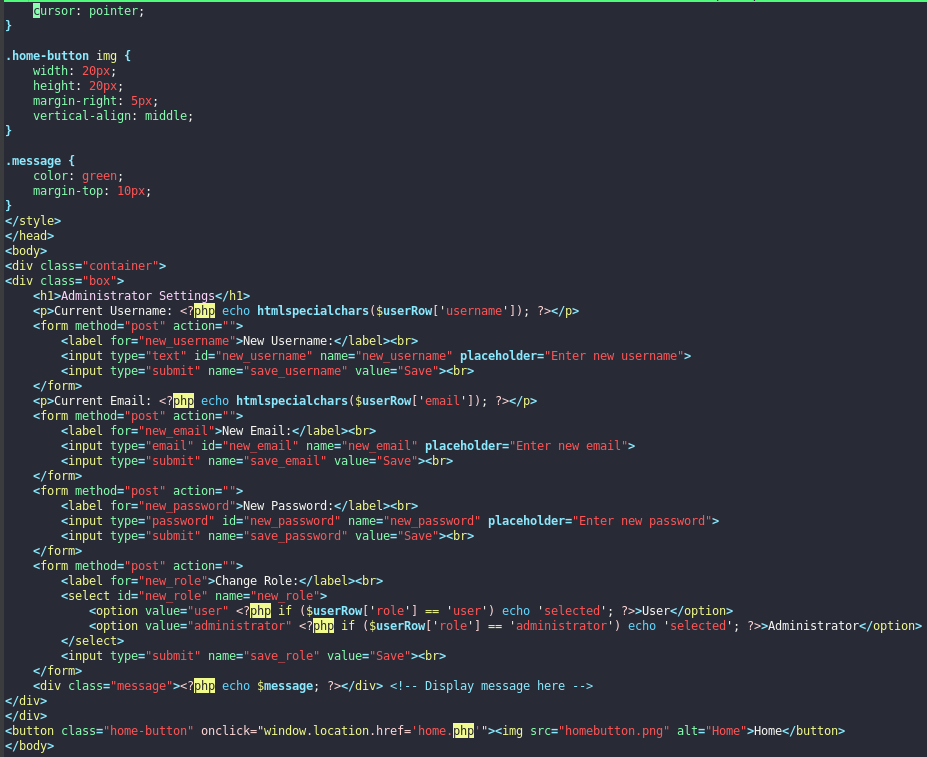 cursor: pointer;
}

.home-button img {
    width: 20px;
    height: 20px;
    margin-right: 5px;
    vertical-align: middle;
}

.message {
    color: green;
    margin-top: 10px;
}
</style>
</head>
<body>
<div class="container">
<div class="box">
    <h1>Administrator Settings</h1>
    <p>Current Username: <?php echo htmlspecialchars($userRow['username']); ?></p>
    <form method="post" action="">
        <label for="new_username">New Username:</label><br>
        <input type="text" id="new_username" name="new_username" placeholder="Enter new username">
        <input type="submit" name="save_username" value="Save"><br>
    </form>
    <p>Current Email: <?php echo htmlspecialchars($userRow['email']); ?></p>
    <form method="post" action="">
        <label for="new_email">New Email:</label><br>
        <input type="email" id="new_email" name="new_email" placeholder="Enter new email">
        <input type="submit" name="save_email" value="Save"><br>
    </form>
    <form method="post" action="">
        <label for="new_password">New Password:</label><br>
        <input type="password" id="new_password" name="new_password" placeholder="Enter new password">
        <input type="submit" name="save_password" value="Save"><br>
    </form>
    <form method="post" action="">
        <label for="new_role">Change Role:</label><br>
        <select id="new_role" name="new_role">
            <option value="user" <?php if ($userRow['role'] == 'user') echo 'selected'; ?>>User</option>
            <option value="administrator" <?php if ($userRow['role'] == 'administrator') echo 'selected'; ?>>Administrator</option>
        </select>
        <input type="submit" name="save_role" value="Save"><br>
    </form>
    <div class="message"><?php echo $message; ?></div> <!-- Display message here -->
</div>
</div>
<button class="home-button" onclick="window.location.href='home.php'"><img src="homebutton.png" alt="Home">Home</button>
</body>